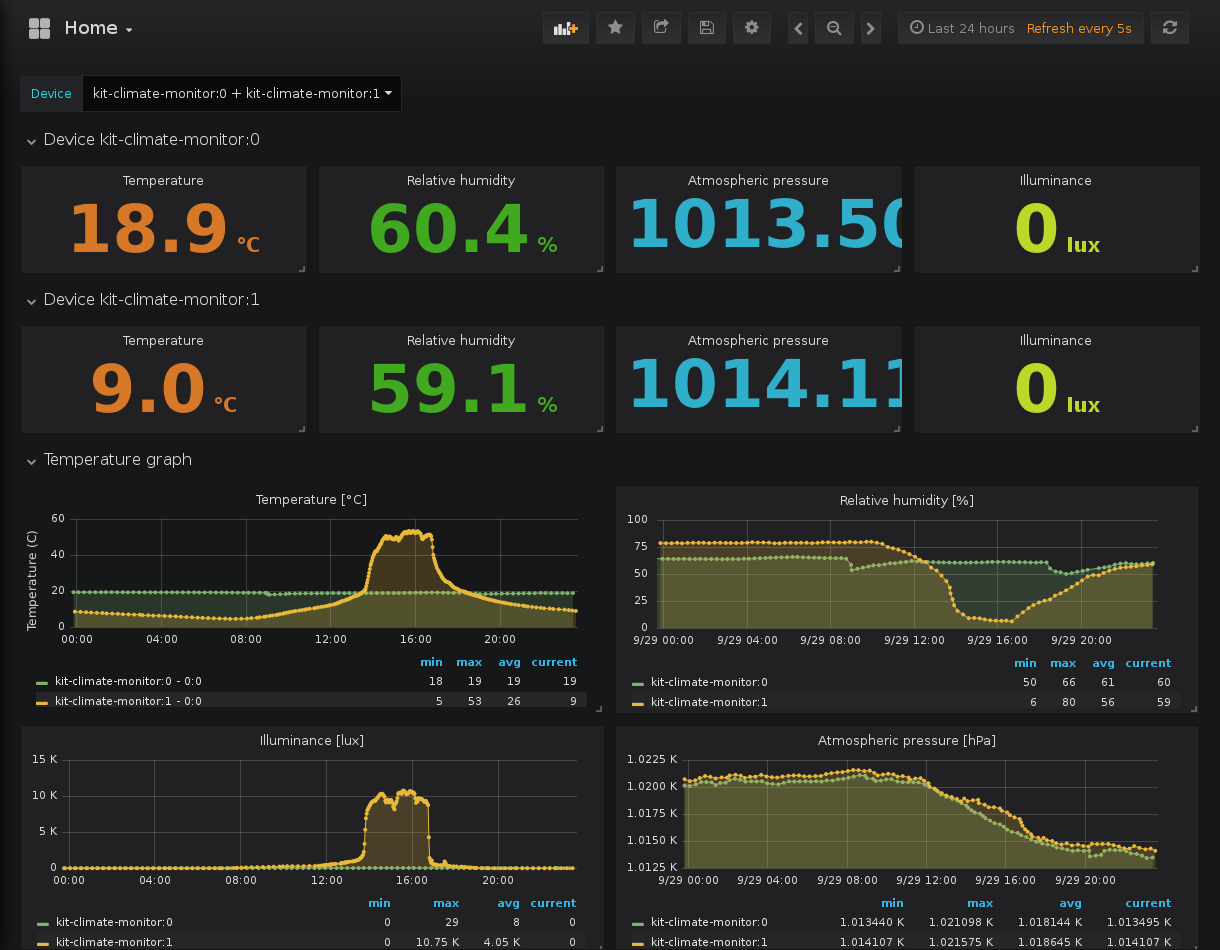 Home
Last 24 hours Refresh every 5s
Device kit-climate-monitor:0 + kit-climate-monitor:1
Device kit-climate-monitor:0
Temperature Relative humidity Atmospheric pressure Illuminance
18.9 °C 60.4 % 1013.50 0 lux
Device kit-climate-monitor:1
Temperature Relative humidity Atmospheric pressure Illuminance
9.0 °C 59.1 % 1014.11 0 lux
Temperature graph
Temperature [°C]
Temperature (C)
60
40
20
0
00:00 04:00 08:00 12:00 16:00 20:00
min max avg current
kit-climate-monitor:0 - 0:0 18 19 19 19
kit-climate-monitor:1 - 0:0 5 53 26 9
Relative humidity [%]
100
75
50
25
0
9/29 00:00 9/29 04:00 9/29 08:00 9/29 12:00 9/29 16:00 9/29 20:00
min max avg current
kit-climate-monitor:0 50 66 61 60
kit-climate-monitor:1 6 80 56 59
Illuminance [lux]
15 K
10 K
5 K
0
00:00 04:00 08:00 12:00 16:00 20:00
min max avg current
kit-climate-monitor:0 0 29 8 0
kit-climate-monitor:1 0 10.75 K 4.05 K 0
Atmospheric pressure [hPa]
1.0225 K
1.0200 K
1.0175 K
1.0150 K
1.0125 K
9/29 00:00 9/29 04:00 9/29 08:00 9/29 12:00 9/29 16:00 9/29 20:00
min max avg current
kit-climate-monitor:0 1.013440 K 1.021098 K 1.018144 K 1.013495 K
kit-climate-monitor:1 1.014107 K 1.021575 K 1.018645 K 1.014107 K